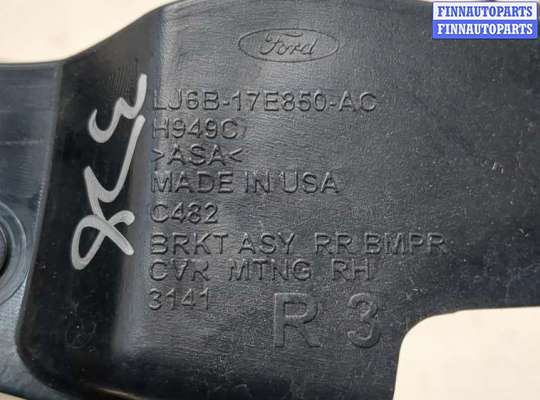 FINNAUTOPARTS
FINNAUTOPARTS
Ford
LJ6B-17E850-AC
H949C
>ASA<
MADE IN USA
C482
BRKT ASY RR BMPR
CVR MTNG RH
3141
R 3